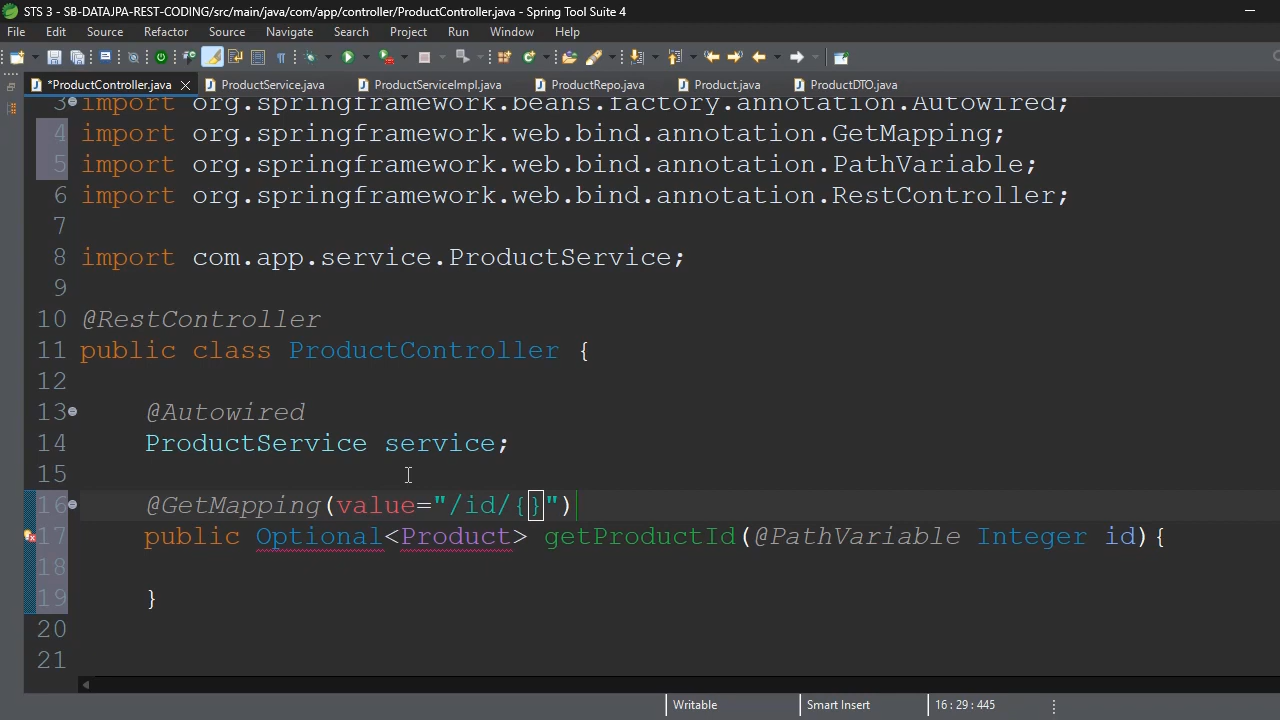 STS 3 - SB-DATAJPA-REST-CODING/src/main/java/com/app/controller/ProductController.java - Spring Tool Suite 4
File Edit Source Refactor Source Navigate Search Project Run Window Help
*ProductController.java ProductService.java ProductServiceImpl.java ProductRepo.java Product.java ProductDTO.java
3 import org.springframework.beans.factory.annotation.Autowired;
4 import org.springframework.web.bind.annotation.GetMapping;
5 import org.springframework.web.bind.annotation.PathVariable;
6 import org.springframework.web.bind.annotation.RestController;
7
8 import com.app.service.ProductService;
9
10 @RestController
11 public class ProductController {
12
13 @Autowired
14 ProductService service;
15
16 @GetMapping(value="/id/{}")
17 public Optional<Product> getProductId(@PathVariable Integer id){
18
19 }
20
21
Writable Smart Insert 16 : 29 : 445